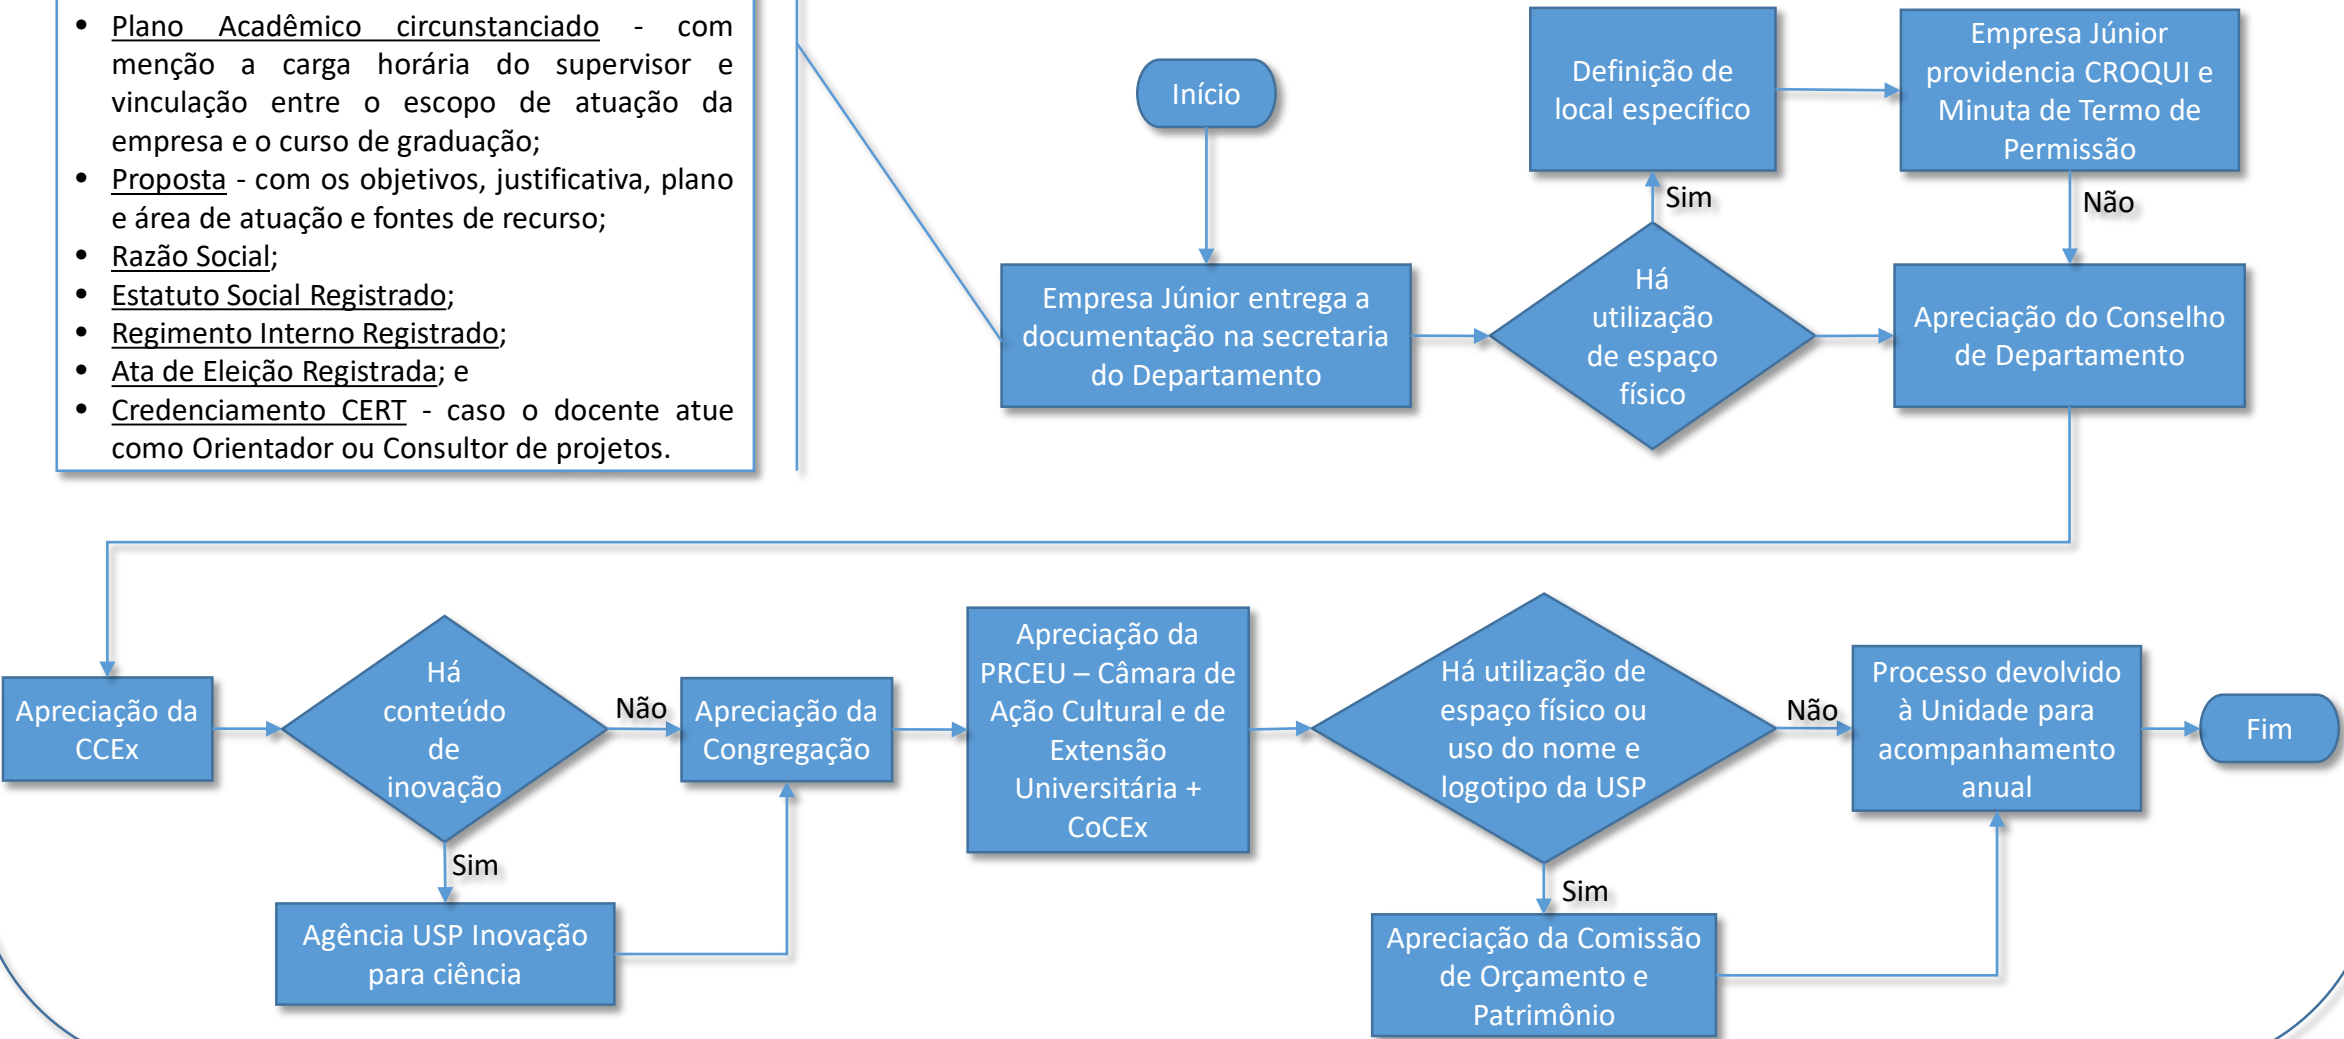 • Plano Acadêmico circunstanciado - com
menção a carga horária do supervisor e
vinculação entre o escopo de atuação da
empresa e o curso de graduação;
• Proposta - com os objetivos, justificativa, plano
e área de atuação e fontes de recurso;
• Razão Social;
• Estatuto Social Registrado;
• Regimento Interno Registrado;
• Ata de Eleição Registrada; e
• Credenciamento CERT - caso o docente atue
como Orientador ou Consultor de projetos.
Início
Empresa Júnior entrega a
documentação na secretaria
do Departamento
Há
utilização
de espaço
físico
Sim
Definição de
local específico
Empresa Júnior
providencia CROQUI e
Minuta de Termo de
Permissão
Não
Apreciação do Conselho
de Departamento
Apreciação da
CCEx
Há
conteúdo
de
inovação
Não
Sim
Agência USP Inovação
para ciência
Apreciação da
Congregação
Apreciação da
PRCEU – Câmara de
Ação Cultural e de
Extensão
Universitária +
CoCEx
Há utilização de
espaço físico ou
uso do nome e
logotipo da USP
Não
Sim
Apreciação da Comissão
de Orçamento e
Patrimônio
Processo devolvido
à Unidade para
acompanhamento
anual
Fim